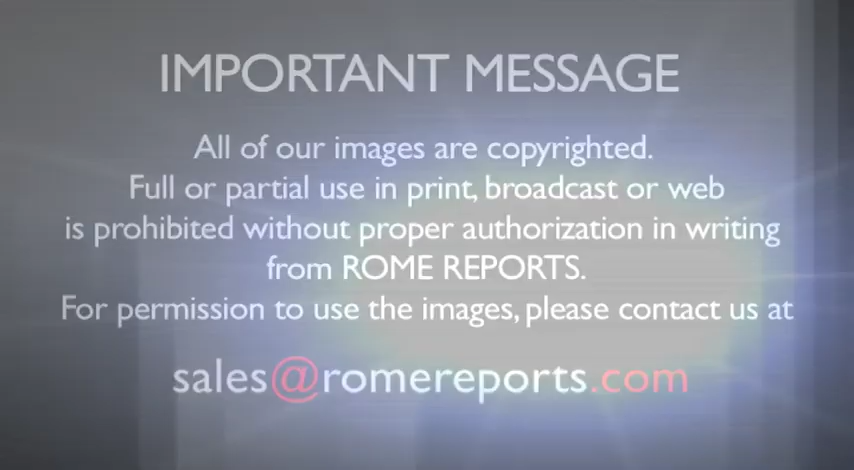 IMPORTANT MESSAGE
All of our images are copyrighted.
Full or partial use in print, broadcast or web
is prohibited without proper authorization in writing
from ROME REPORTS.
For permission to use the images, please contact us at
sales@romereports.com